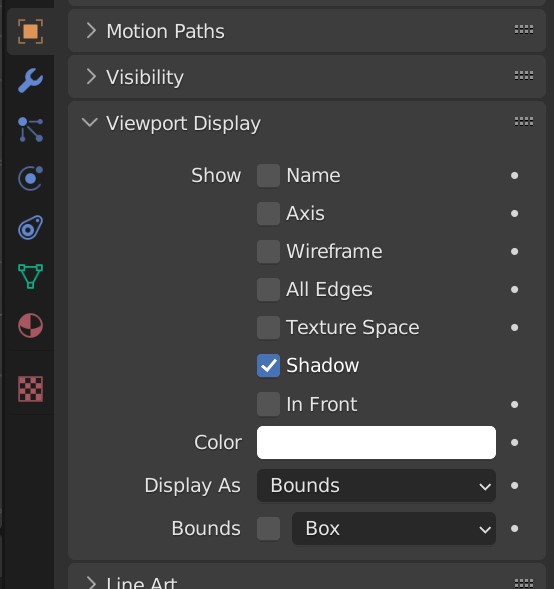 Motion Paths
Visibility
Viewport Display
Show Name
Axis
Wireframe
All Edges
Texture Space
Shadow
In Front
Color
Display As Bounds
Bounds Box
Line Art